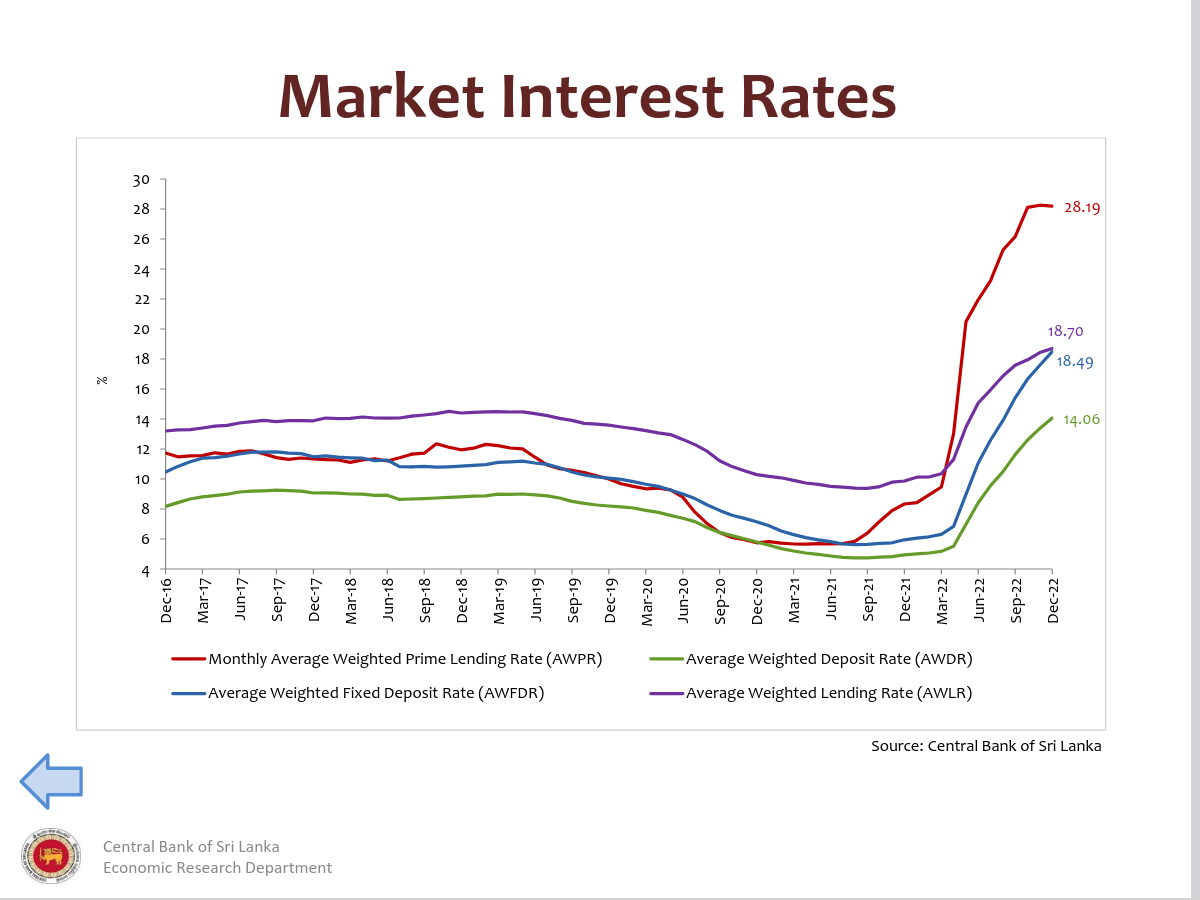 Market Interest Rates
30
28
26
24
22
20
18
16
14
12
10
8
6
4
%
28.19
18.70
18.49
14.06
Dec-16
Mar-17
Jun-17
Sep-17
Dec-17
Mar-18
Jun-18
Sep-18
Dec-18
Mar-19
Jun-19
Sep-19
Dec-19
Mar-20
Jun-20
Sep-20
Dec-20
Mar-21
Jun-21
Sep-21
Dec-21
Mar-22
Jun-22
Sep-22
Dec-22
Monthly Average Weighted Prime Lending Rate (AWPR)
Average Weighted Deposit Rate (AWDR)
Average Weighted Fixed Deposit Rate (AWFDR)
Average Weighted Lending Rate (AWLR)
Source: Central Bank of Sri Lanka
Central Bank of Sri Lanka
Economic Research Department